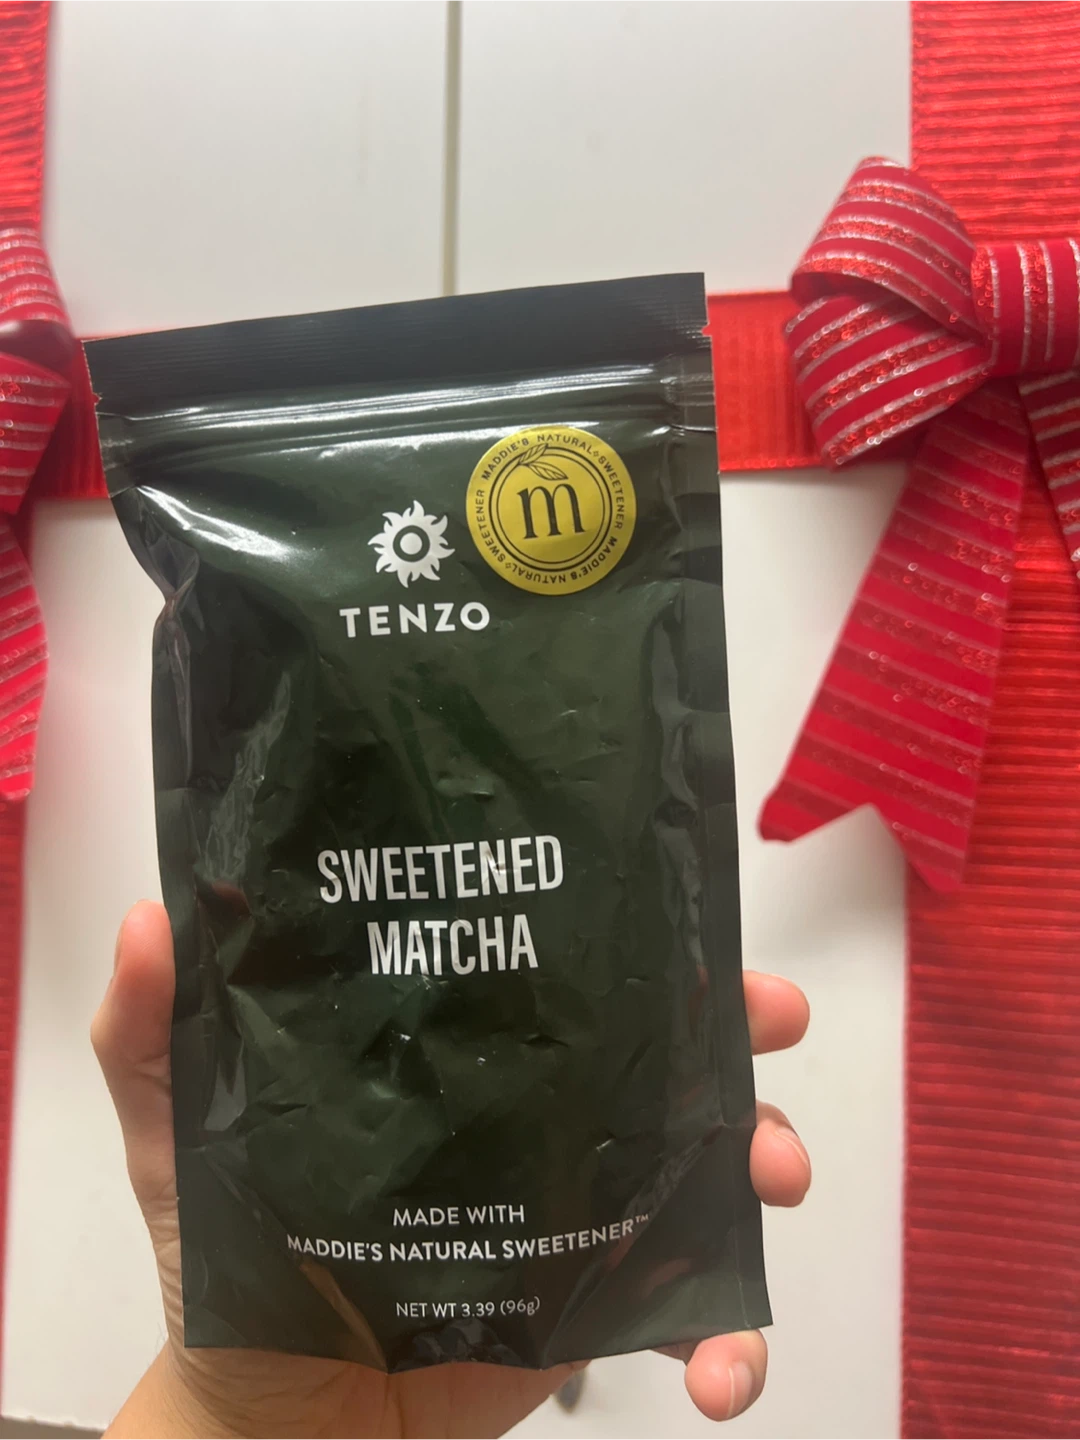 MADDIE'S NATURAL SWEETENER MADDIE'S NATURAL SWEETENER
m
TENZO
SWEETENED
MATCHA
MADE WITH
MADDIE'S NATURAL SWEETENER™
NET WT 3.39 (96g)